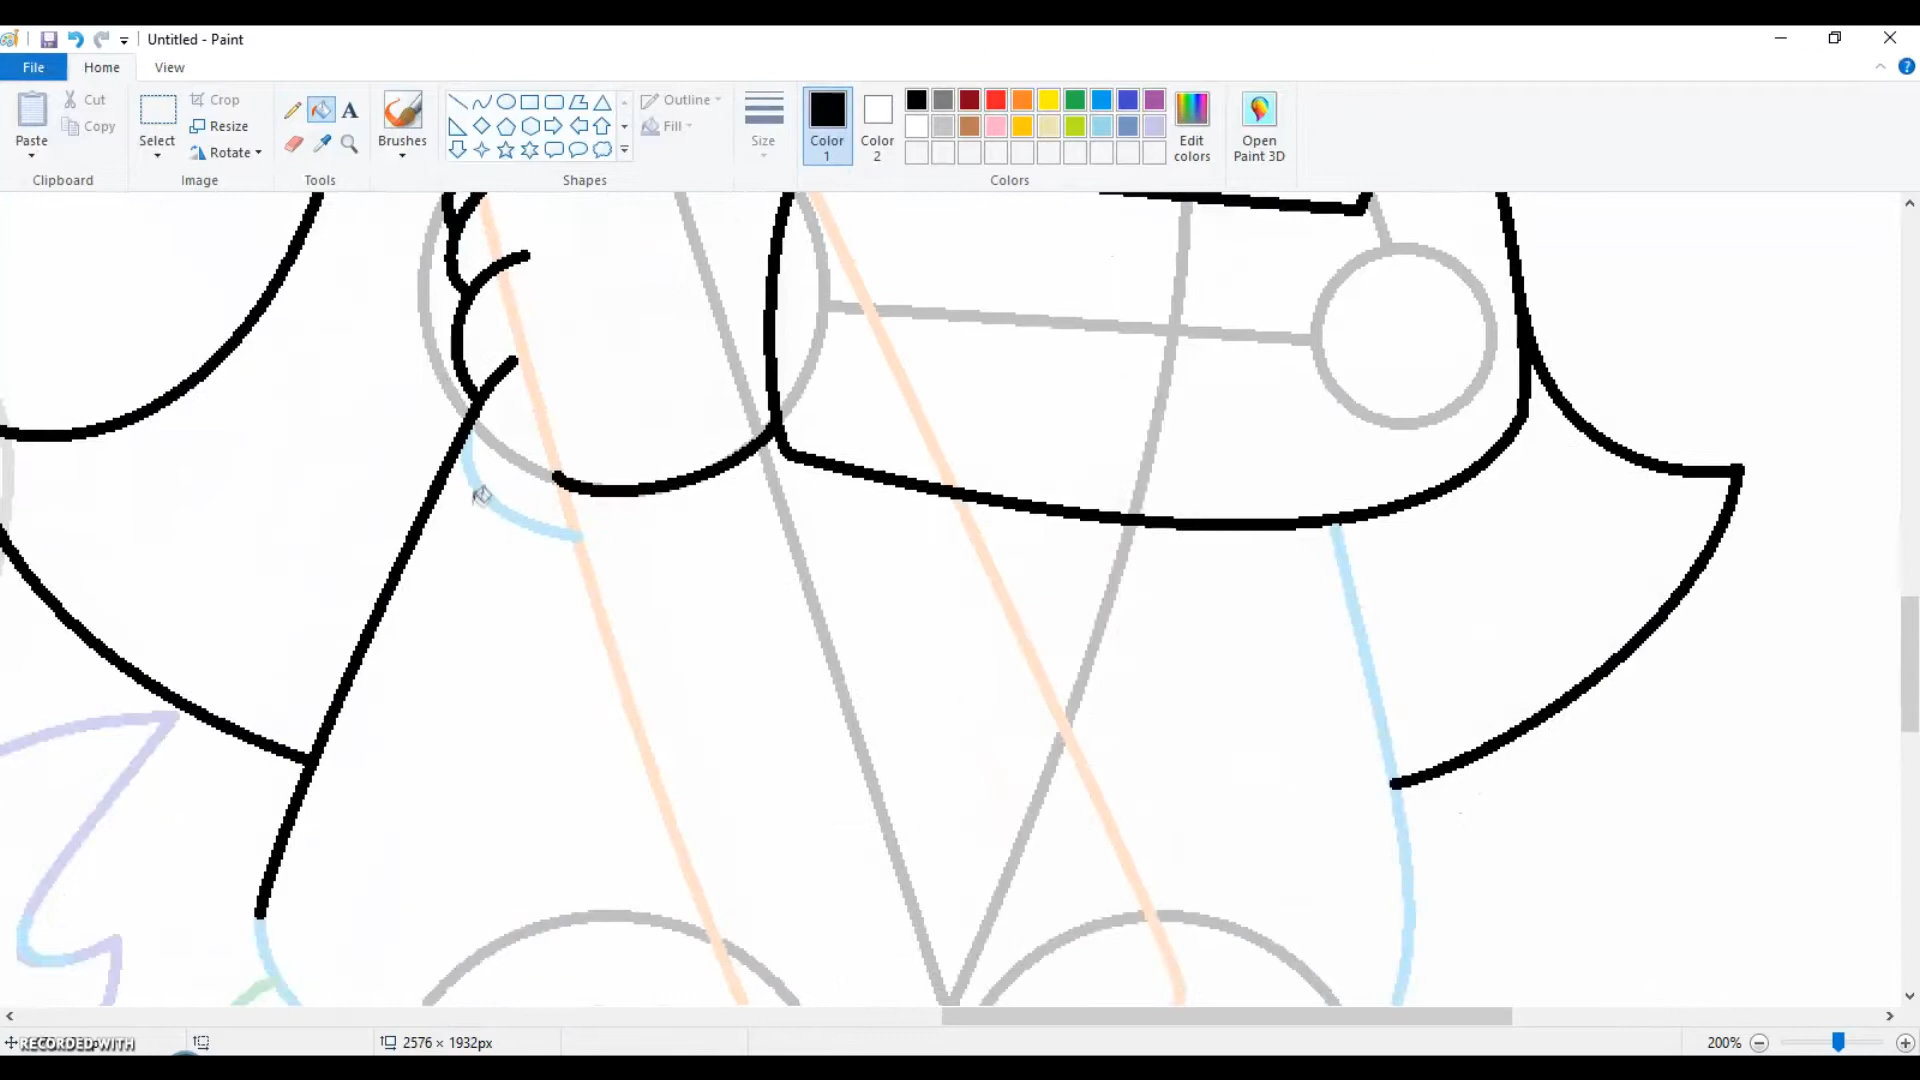 Untitled - Paint
File Home View
Paste
Cut
Copy
Clipboard
Select
Crop
Resize
Rotate
Image
A
Tools
Brushes
Shapes
Outline
Fill
Size
Color 1
Color 2
Edit colors
Colors
Open Paint 3D
RECORDED WITH
2576 × 1932px
200%